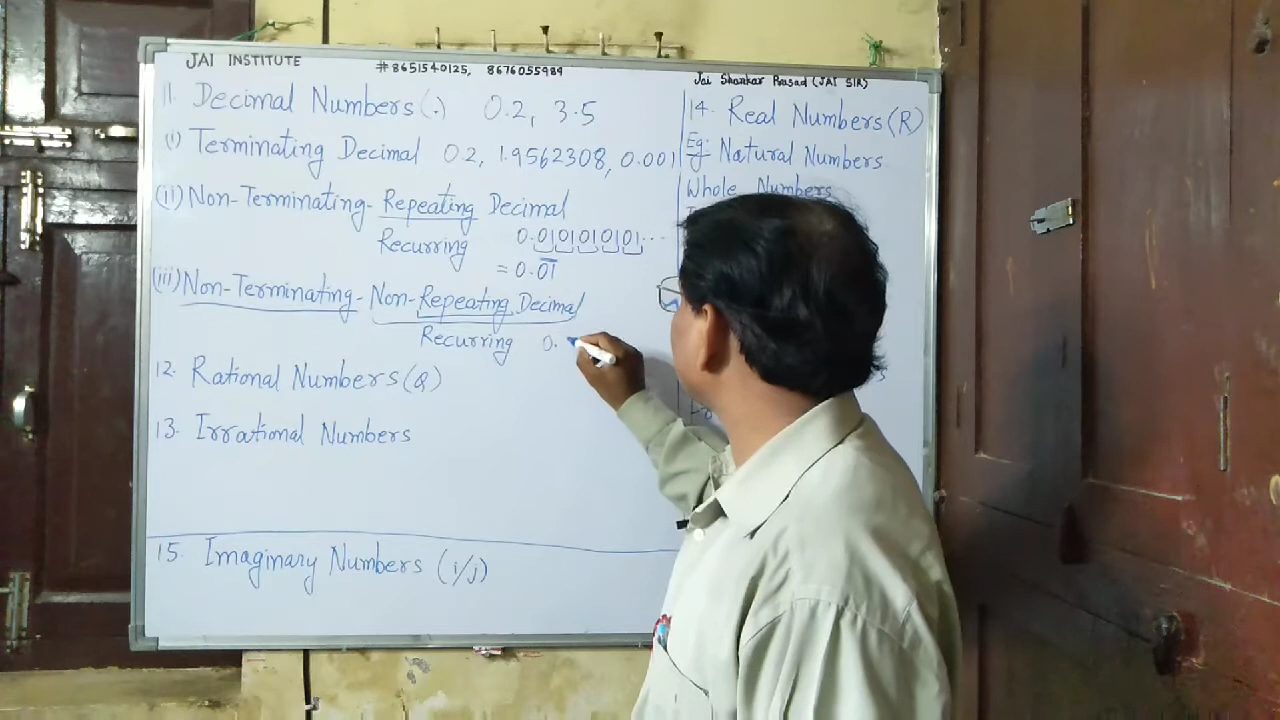 JAI INSTITUTE
#8651540125, 8676055989
Jai Shankar Prasad (JAI SIR)
11. Decimal Numbers (.) 0.2, 3.5
(i) Terminating Decimal 0.2, 1.9562308, 0.001
(ii) Non-Terminating-Repeating Decimal
Recurring 0.0101010101...
= 0.0̅1̅
(iii) Non-Terminating-Non-Repeating Decimal
Recurring 0.
12. Rational Numbers (Q)
13. Irrational Numbers
14. Real Numbers (R)
Eg: Natural Numbers
Whole Numbers
15. Imaginary Numbers (i/j)